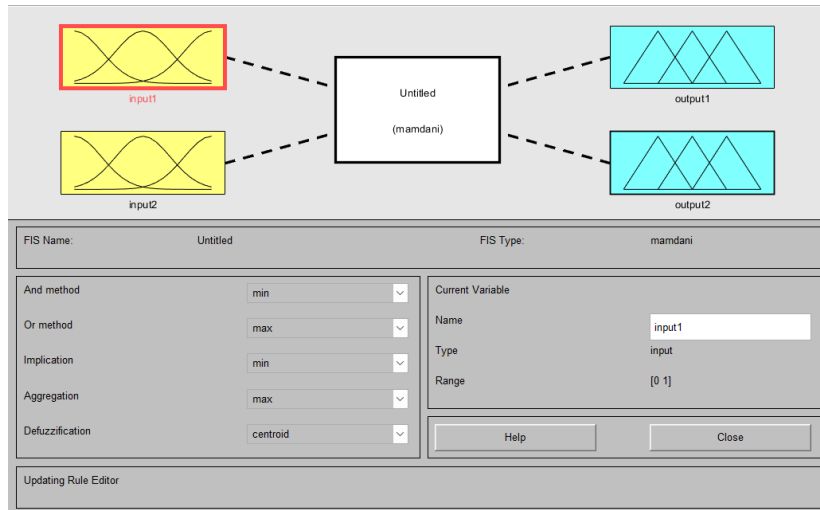 input1
input2
Untitled
(mamdani)
output1
output2
FIS Name: Untitled FIS Type: mamdani
And method min
Or method max
Implication min
Aggregation max
Defuzzification centroid
Current Variable
Name input1
Type input
Range [0 1]
Help Close
Updating Rule Editor